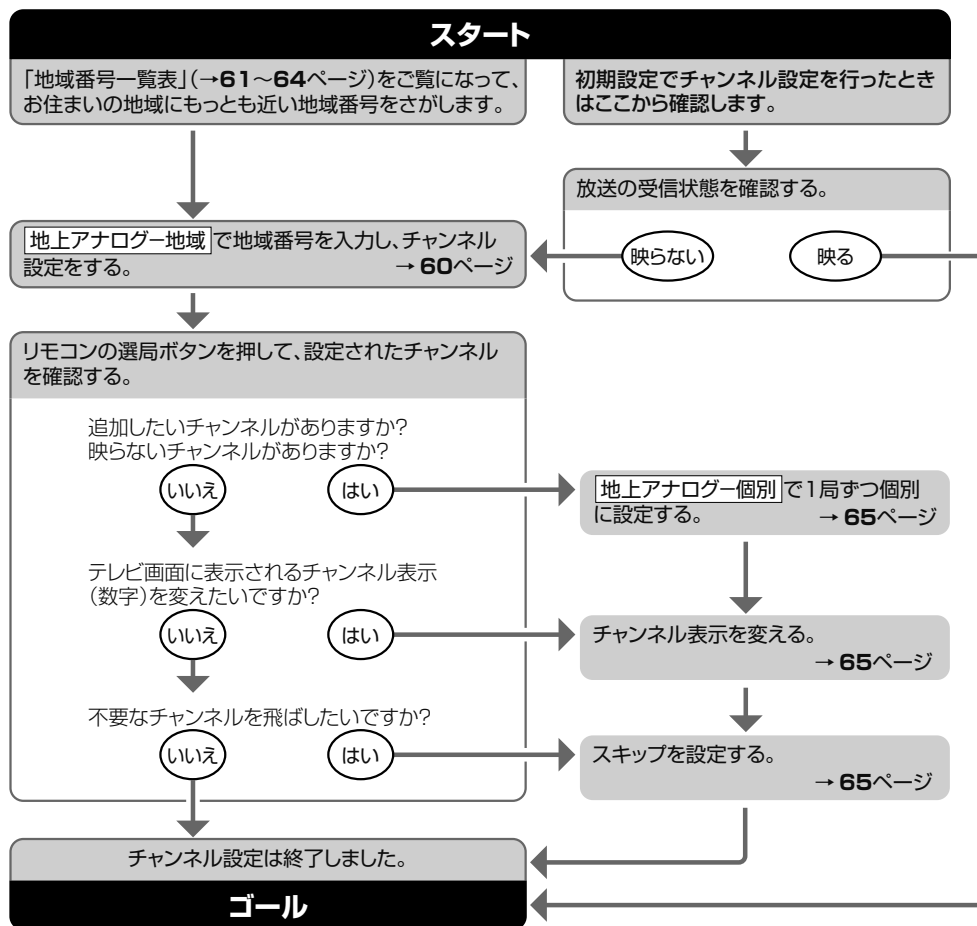 スタート
「地域番号一覧表」(→61～64ページ)をご覧になって、
お住まいの地域にもっとも近い地域番号をさがします。
初期設定でチャンネル設定を行ったとき
はここから確認します。
放送の受信状態を確認する。
映らない
映る
地上アナログー地域 で地域番号を入力し、チャンネル
設定をする。 → 60ページ
リモコンの選局ボタンを押して、設定されたチャンネル
を確認する。
追加したいチャンネルがありますか?
映らないチャンネルがありますか?
いいえ
はい
地上アナログー個別 で1局ずつ個別
に設定する。 → 65ページ
テレビ画面に表示されるチャンネル表示
(数字)を変えたいですか?
いいえ
はい
チャンネル表示を変える。
→ 65ページ
不要なチャンネルを飛ばしたいですか?
いいえ
はい
スキップを設定する。
→ 65ページ
チャンネル設定は終了しました。
ゴール